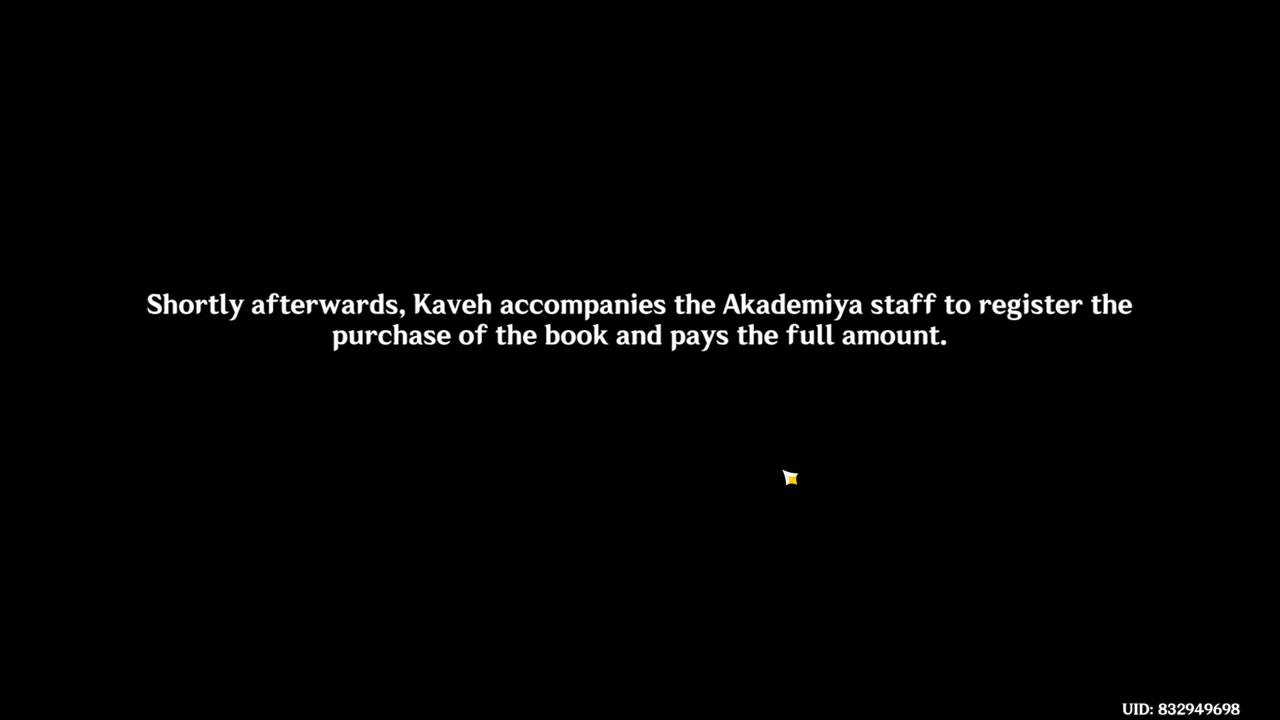 Shortly afterwards, Kaveh accompanies the Akademiya staff to register the
purchase of the book and pays the full amount.
UID: 832949698